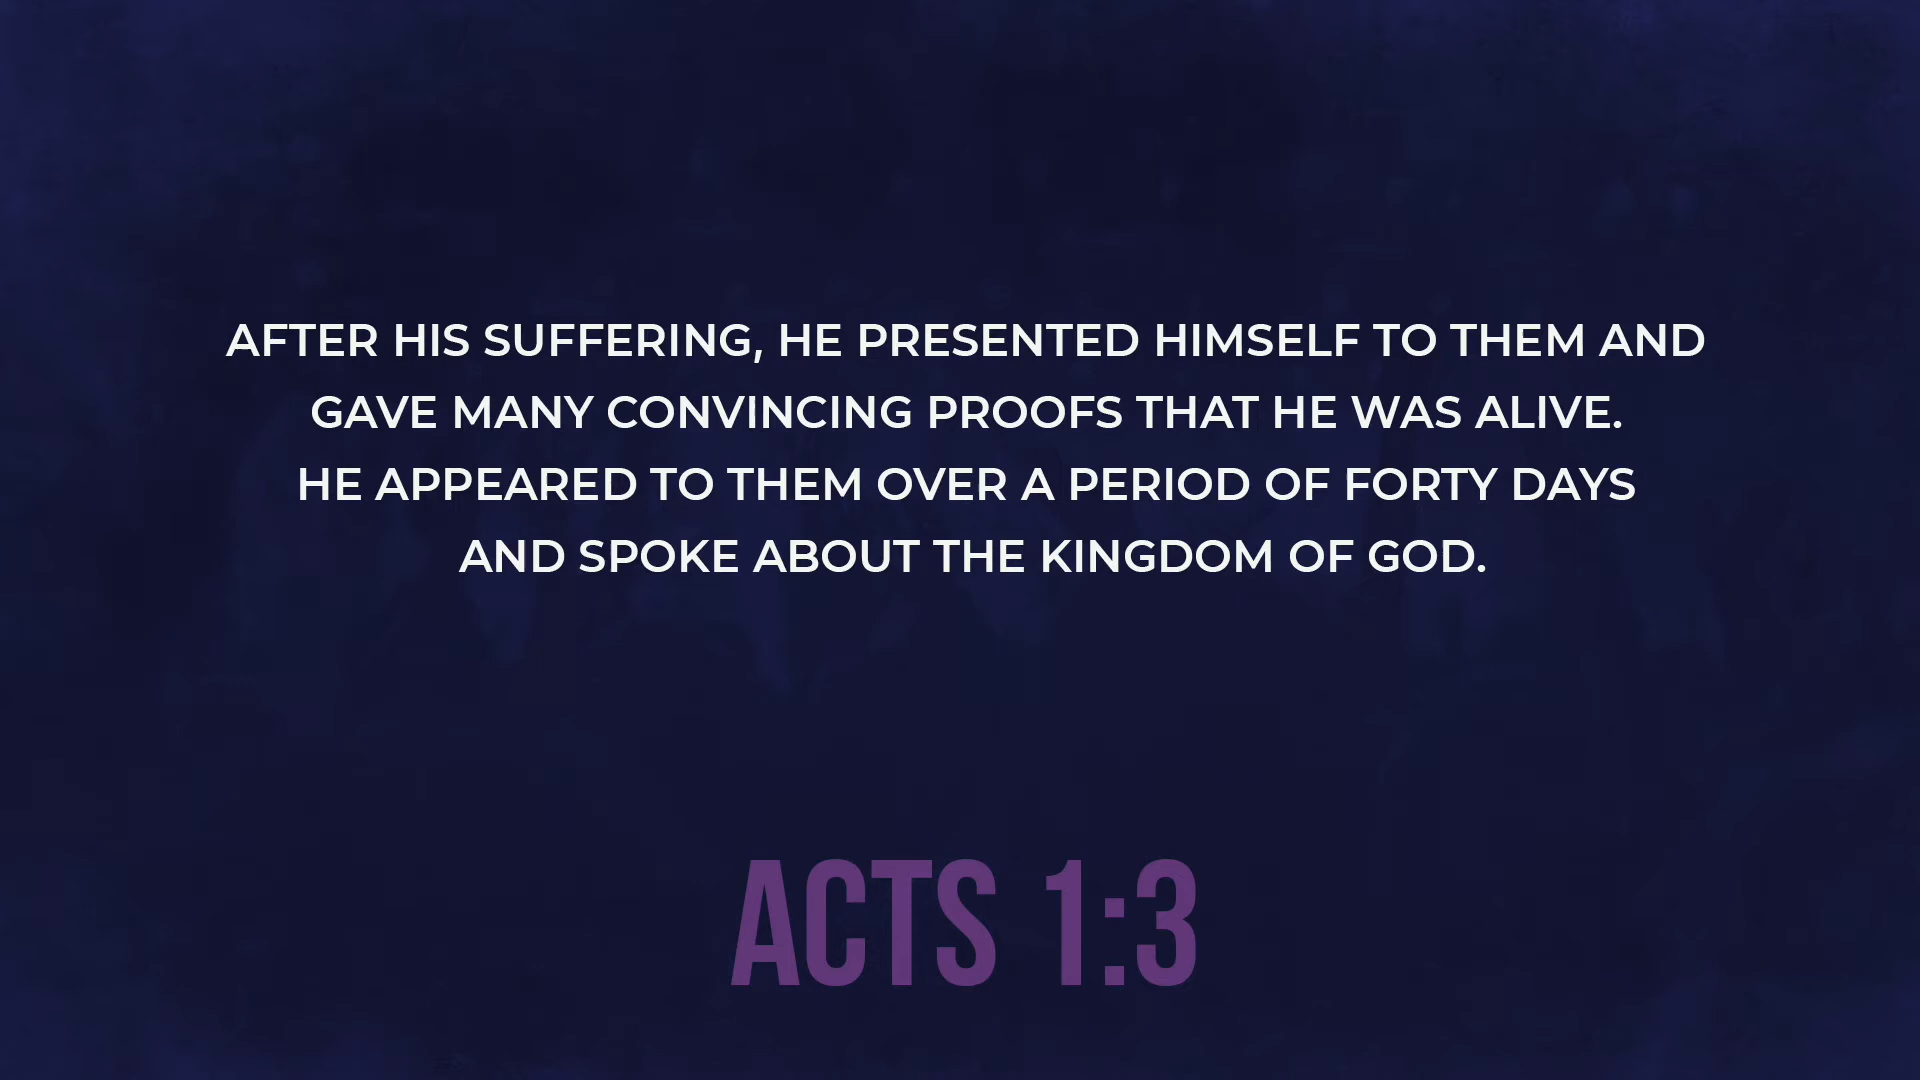 AFTER HIS SUFFERING, HE PRESENTED HIMSELF TO THEM AND
GAVE MANY CONVINCING PROOFS THAT HE WAS ALIVE.
HE APPEARED TO THEM OVER A PERIOD OF FORTY DAYS
AND SPOKE ABOUT THE KINGDOM OF GOD.
ACTS 1:3